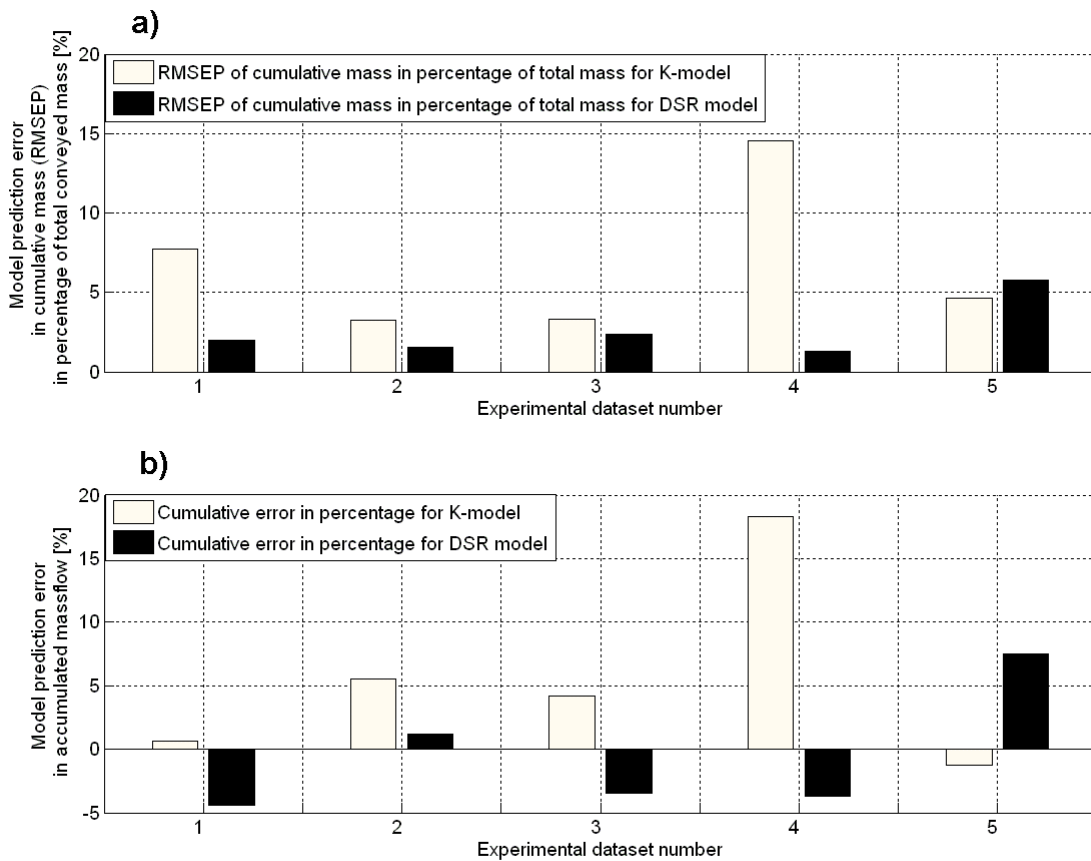 a)
20
15
10
5
0
Model prediction error
in cumulative mass (RMSEP)
in percentage of total conveyed mass [%]
RMSEP of cumulative mass in percentage of total mass for K-model
RMSEP of cumulative mass in percentage of total mass for DSR model
1 2 3 4 5
Experimental dataset number
b)
20
15
10
5
0
-5
Model prediction error
in accumulated massflow [%]
Cumulative error in percentage for K-model
Cumulative error in percentage for DSR model
1 2 3 4 5
Experimental dataset number